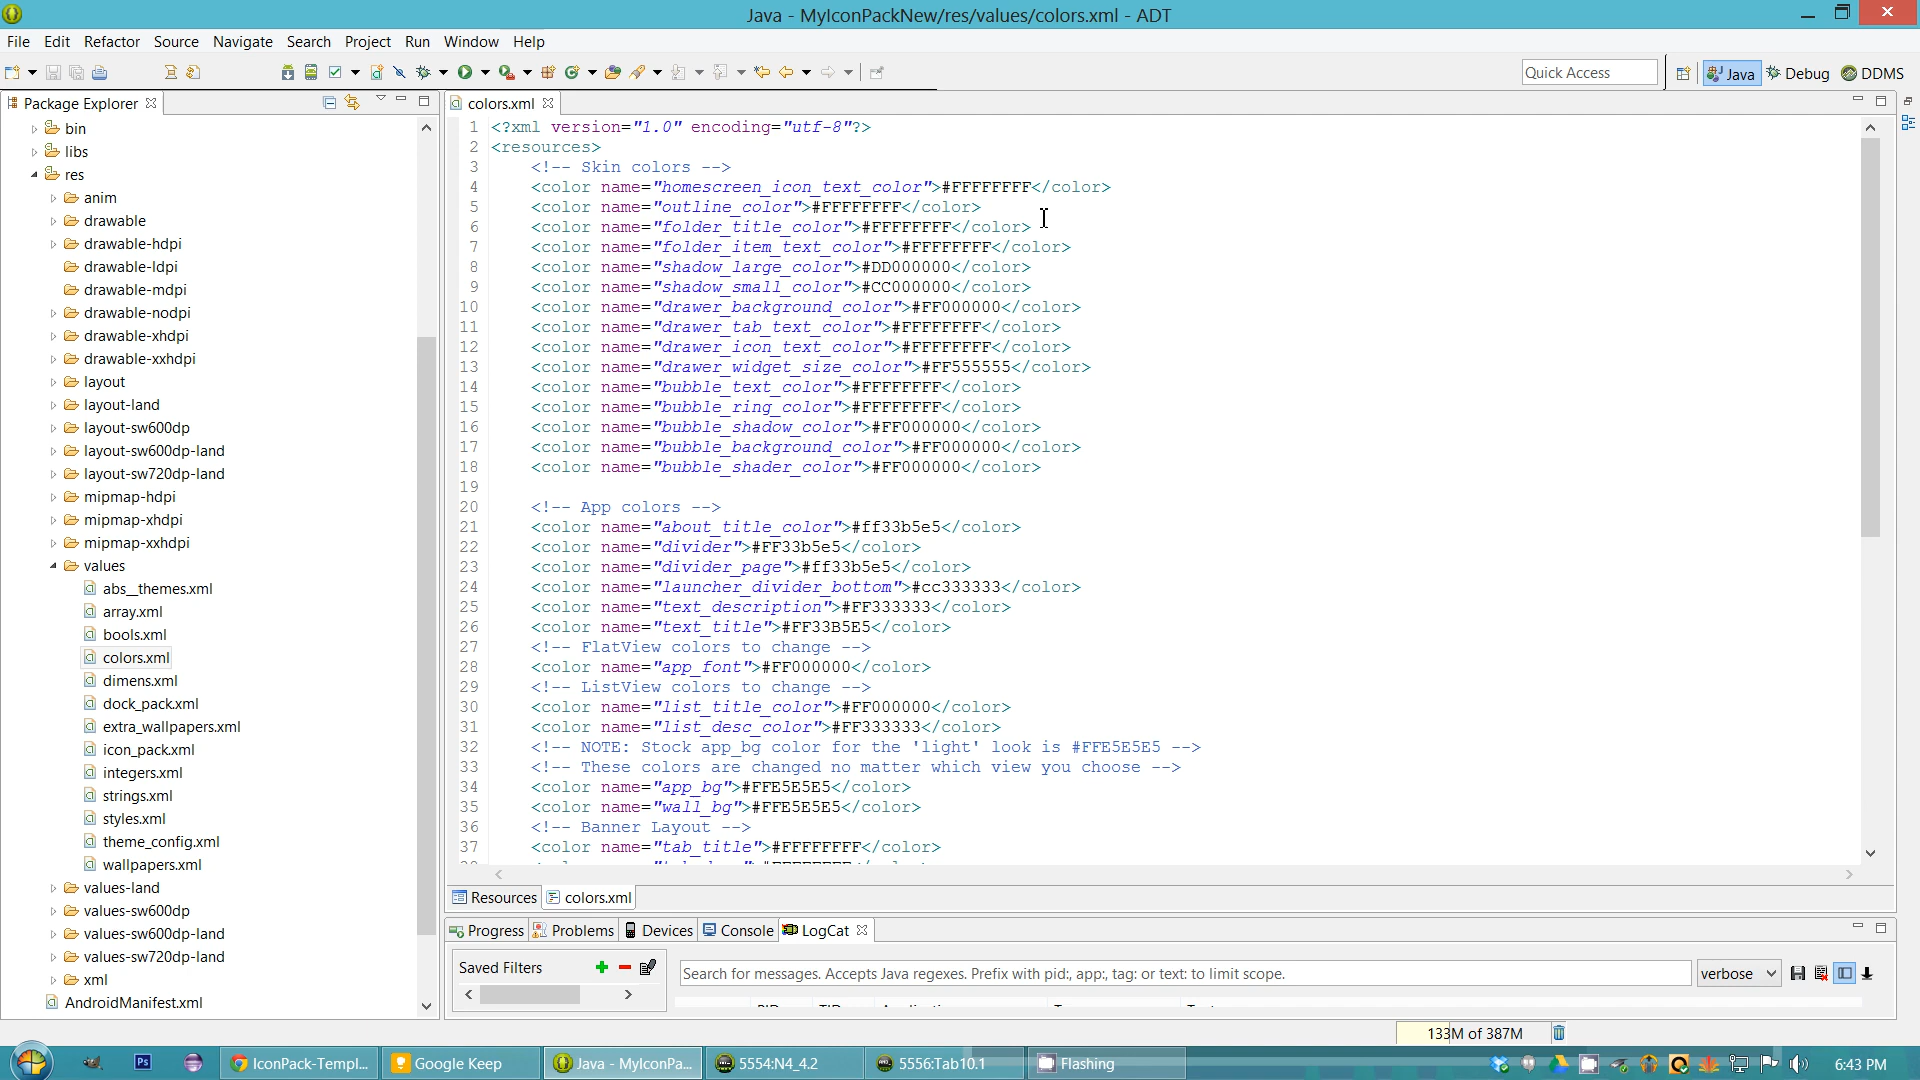 Java - MyIconPackNew/res/values/colors.xml - ADT
File Edit Refactor Source Navigate Search Project Run Window Help
Quick Access
Java Debug DDMS
Package Explorer
bin
libs
res
anim
drawable
drawable-hdpi
drawable-ldpi
drawable-mdpi
drawable-nodpi
drawable-xhdpi
drawable-xxhdpi
layout
layout-land
layout-sw600dp
layout-sw600dp-land
layout-sw720dp-land
mipmap-hdpi
mipmap-xhdpi
mipmap-xxhdpi
values
abs__themes.xml
array.xml
bools.xml
colors.xml
dimens.xml
dock_pack.xml
extra_wallpapers.xml
icon_pack.xml
integers.xml
strings.xml
styles.xml
theme_config.xml
wallpapers.xml
values-land
values-sw600dp
values-sw600dp-land
values-sw720dp-land
xml
AndroidManifest.xml
colors.xml
1 <?xml version="1.0" encoding="utf-8"?>
2 <resources>
3 <!-- Skin colors -->
4 <color name="homescreen_icon_text_color">#FFFFFFFF</color>
5 <color name="outline_color">#FFFFFFFF</color>
6 <color name="folder_title_color">#FFFFFFFF</color>
7 <color name="folder_item_text_color">#FFFFFFFF</color>
8 <color name="shadow_large_color">#DD000000</color>
9 <color name="shadow_small_color">#CC000000</color>
10 <color name="drawer_background_color">#FF000000</color>
11 <color name="drawer_tab_text_color">#FFFFFFFF</color>
12 <color name="drawer_icon_text_color">#FFFFFFFF</color>
13 <color name="drawer_widget_size_color">#FF555555</color>
14 <color name="bubble_text_color">#FFFFFFFF</color>
15 <color name="bubble_ring_color">#FFFFFFFF</color>
16 <color name="bubble_shadow_color">#FF000000</color>
17 <color name="bubble_background_color">#FF000000</color>
18 <color name="bubble_shader_color">#FF000000</color>
19
20 <!-- App colors -->
21 <color name="about_title_color">#ff33b5e5</color>
22 <color name="divider">#FF33b5e5</color>
23 <color name="divider_page">#ff33b5e5</color>
24 <color name="launcher_divider_bottom">#cc333333</color>
25 <color name="text_description">#FF333333</color>
26 <color name="text_title">#FF33B5E5</color>
27 <!-- FlatView colors to change -->
28 <color name="app_font">#FF000000</color>
29 <!-- ListView colors to change -->
30 <color name="list_title_color">#FF000000</color>
31 <color name="list_desc_color">#FF333333</color>
32 <!-- NOTE: Stock app_bg color for the 'light' look is #FFE5E5E5 -->
33 <!-- These colors are changed no matter which view you choose -->
34 <color name="app_bg">#FFE5E5E5</color>
35 <color name="wall_bg">#FFE5E5E5</color>
36 <!-- Banner Layout -->
37 <color name="tab_title">#FFFFFFFF</color>
Resources colors.xml
Progress Problems Devices Console LogCat
Saved Filters
Search for messages. Accepts Java regexes. Prefix with pid:, app:, tag: or text: to limit scope.
verbose
133M of 387M
Ps IconPack-Templ... Google Keep Java - MyIconPa... 5554:N4_4.2 5556:Tab10.1 Flashing 6:43 PM